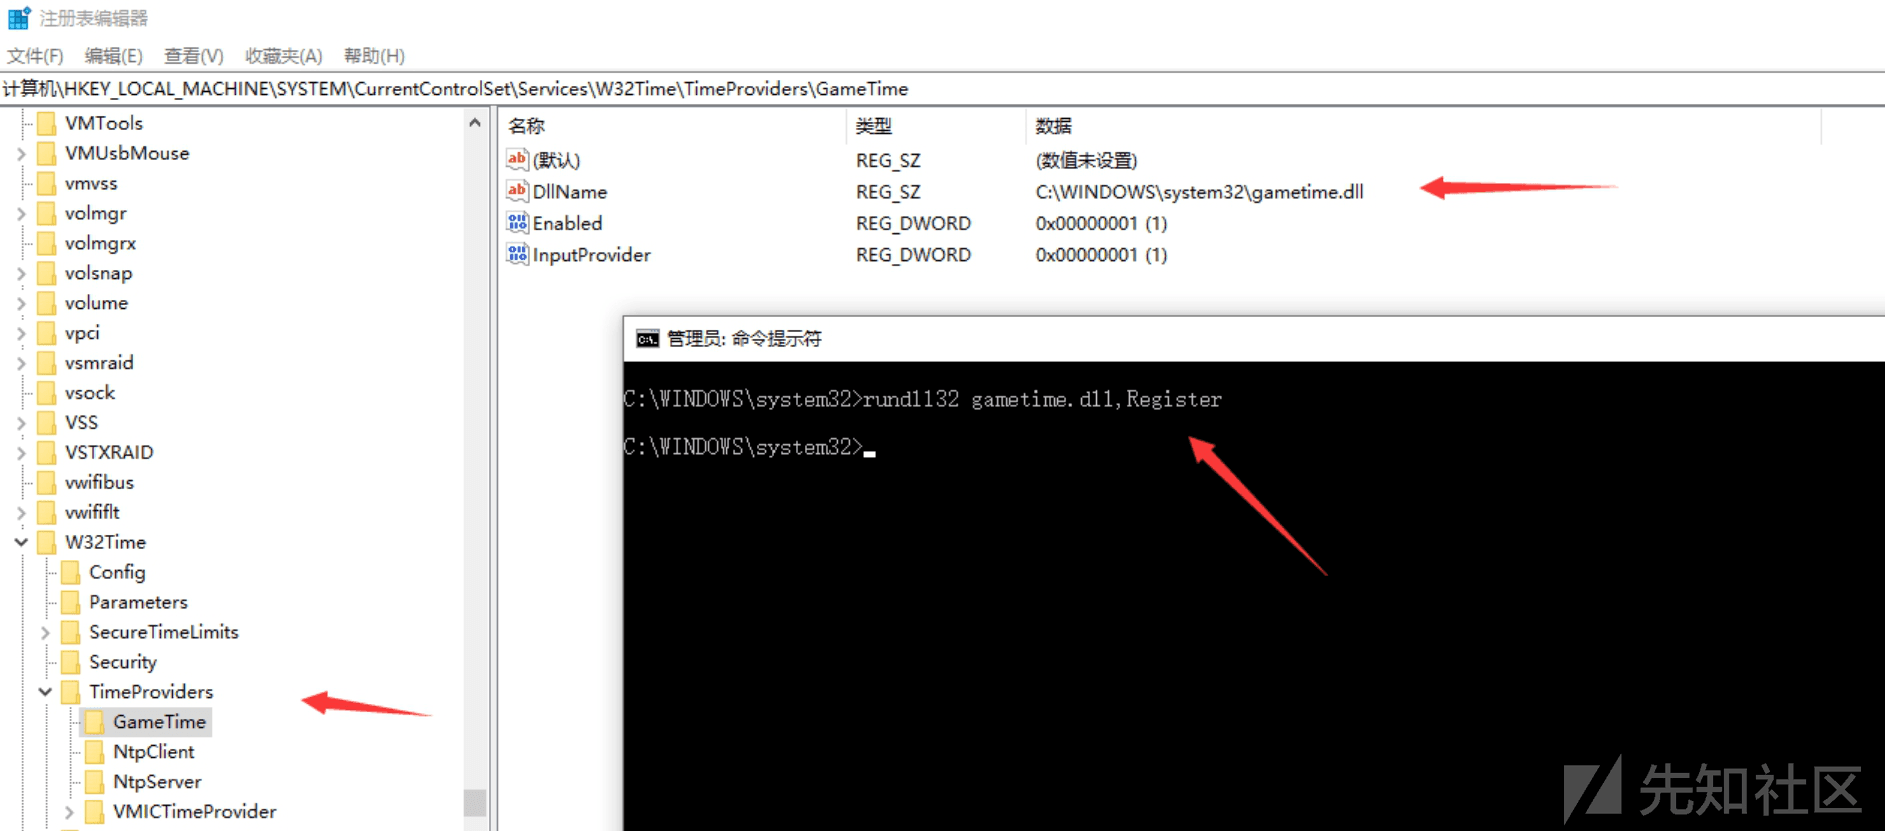 注册表编辑器
文件(F) 编辑(E) 查看(V) 收藏夹(A) 帮助(H)
计算机\HKEY_LOCAL_MACHINE\SYSTEM\CurrentControlSet\Services\W32Time\TimeProviders\GameTime
VMTools
VMUsbMouse
vmvss
volmgr
volmgrx
volsnap
volume
vpci
vsmraid
vsock
VSS
VSTXRAID
vwifibus
vwififlt
W32Time
Config
Parameters
SecureTimeLimits
Security
TimeProviders
GameTime
NtpClient
NtpServer
VMICTimeProvider
名称 类型 数据
(默认) REG_SZ (数值未设置)
DllName REG_SZ C:\WINDOWS\system32\gametime.dll
Enabled REG_DWORD 0x00000001 (1)
InputProvider REG_DWORD 0x00000001 (1)
管理员: 命令提示符
C:\WINDOWS\system32>rundll32 gametime.dll,Register
C:\WINDOWS\system32>
先知社区